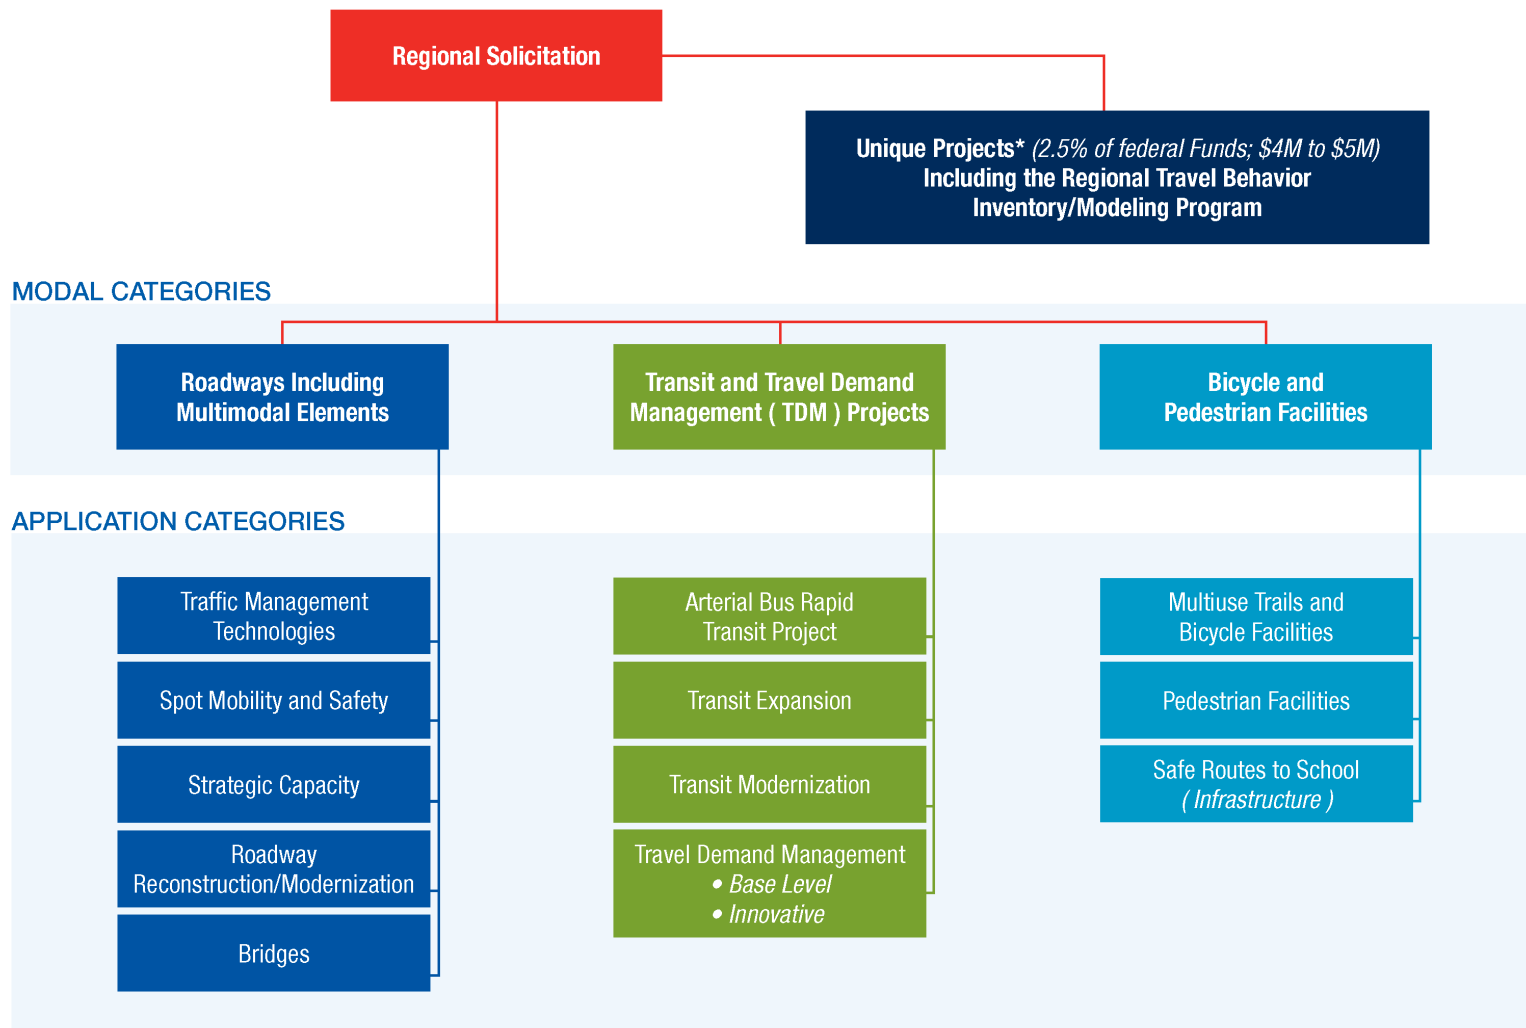 Regional Solicitation
Unique Projects* (2.5% of federal Funds; $4M to $5M)
Including the Regional Travel Behavior
Inventory/Modeling Program
MODAL CATEGORIES
Roadways Including
Multimodal Elements
Transit and Travel Demand
Management ( TDM ) Projects
Bicycle and
Pedestrian Facilities
APPLICATION CATEGORIES
Traffic Management
Technologies
Spot Mobility and Safety
Strategic Capacity
Roadway
Reconstruction/Modernization
Bridges
Arterial Bus Rapid
Transit Project
Transit Expansion
Transit Modernization
Travel Demand Management
• Base Level
• Innovative
Multiuse Trails and
Bicycle Facilities
Pedestrian Facilities
Safe Routes to School
( Infrastructure )